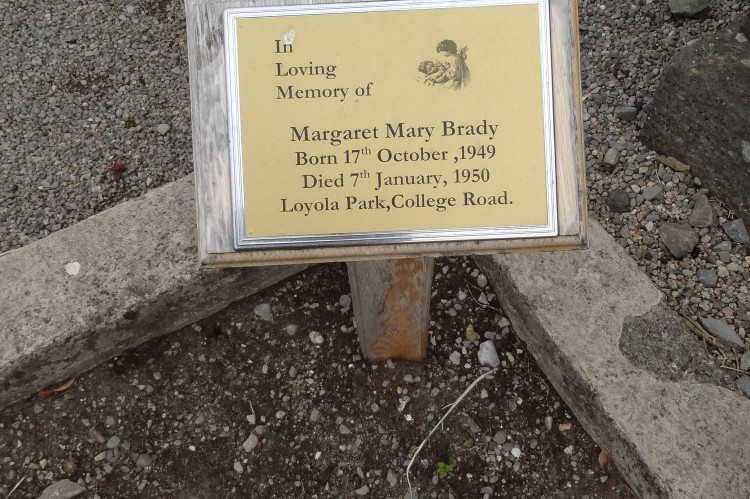 In
Loving
Memory of
Margaret Mary Brady
Born 17th October ,1949
Died 7th January, 1950
Loyola Park,College Road.